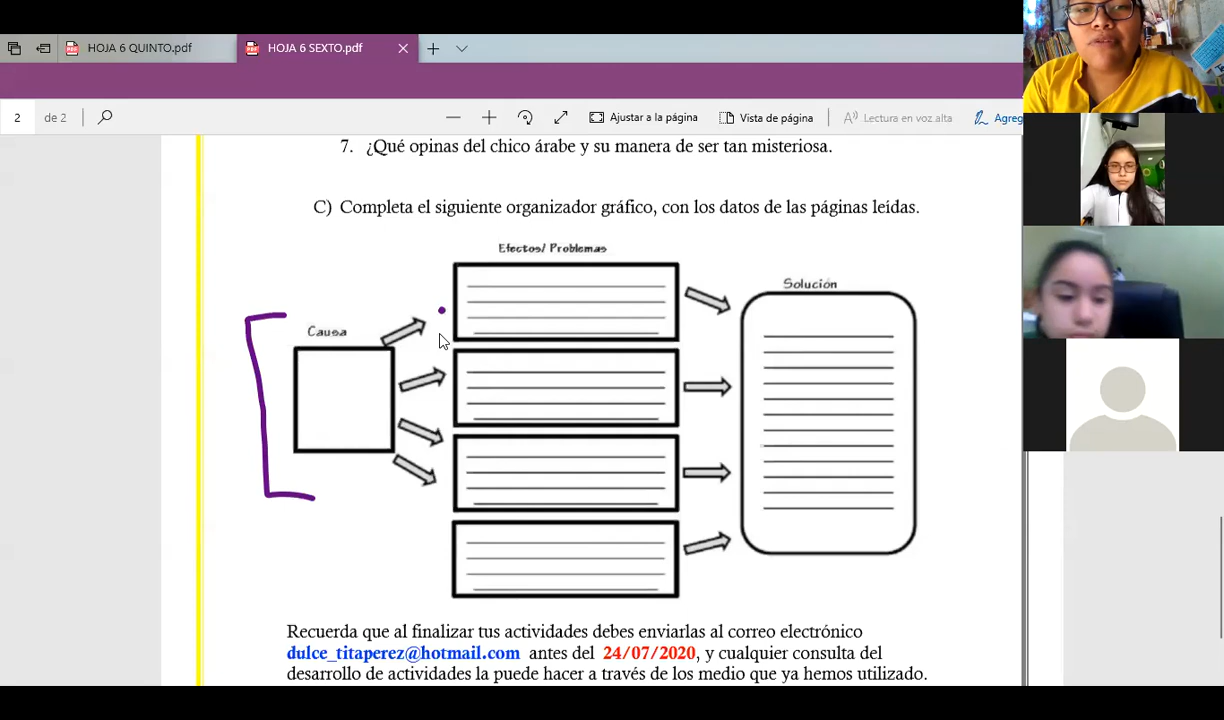 HOJA 6 QUINTO.pdf
HOJA 6 SEXTO.pdf
2 de 2
Ajustar a la página
Vista de página
Lectura en voz alta
Agreg
7. ¿Qué opinas del chico árabe y su manera de ser tan misteriosa.
C) Completa el siguiente organizador gráfico, con los datos de las páginas leídas.
Efectos/ Problemas
Solución
Causa
Recuerda que al finalizar tus actividades debes enviarlas al correo electrónico
dulce_titaperez@hotmail.com antes del 24/07/2020, y cualquier consulta del
desarrollo de actividades la puede hacer a través de los medio que ya hemos utilizado.